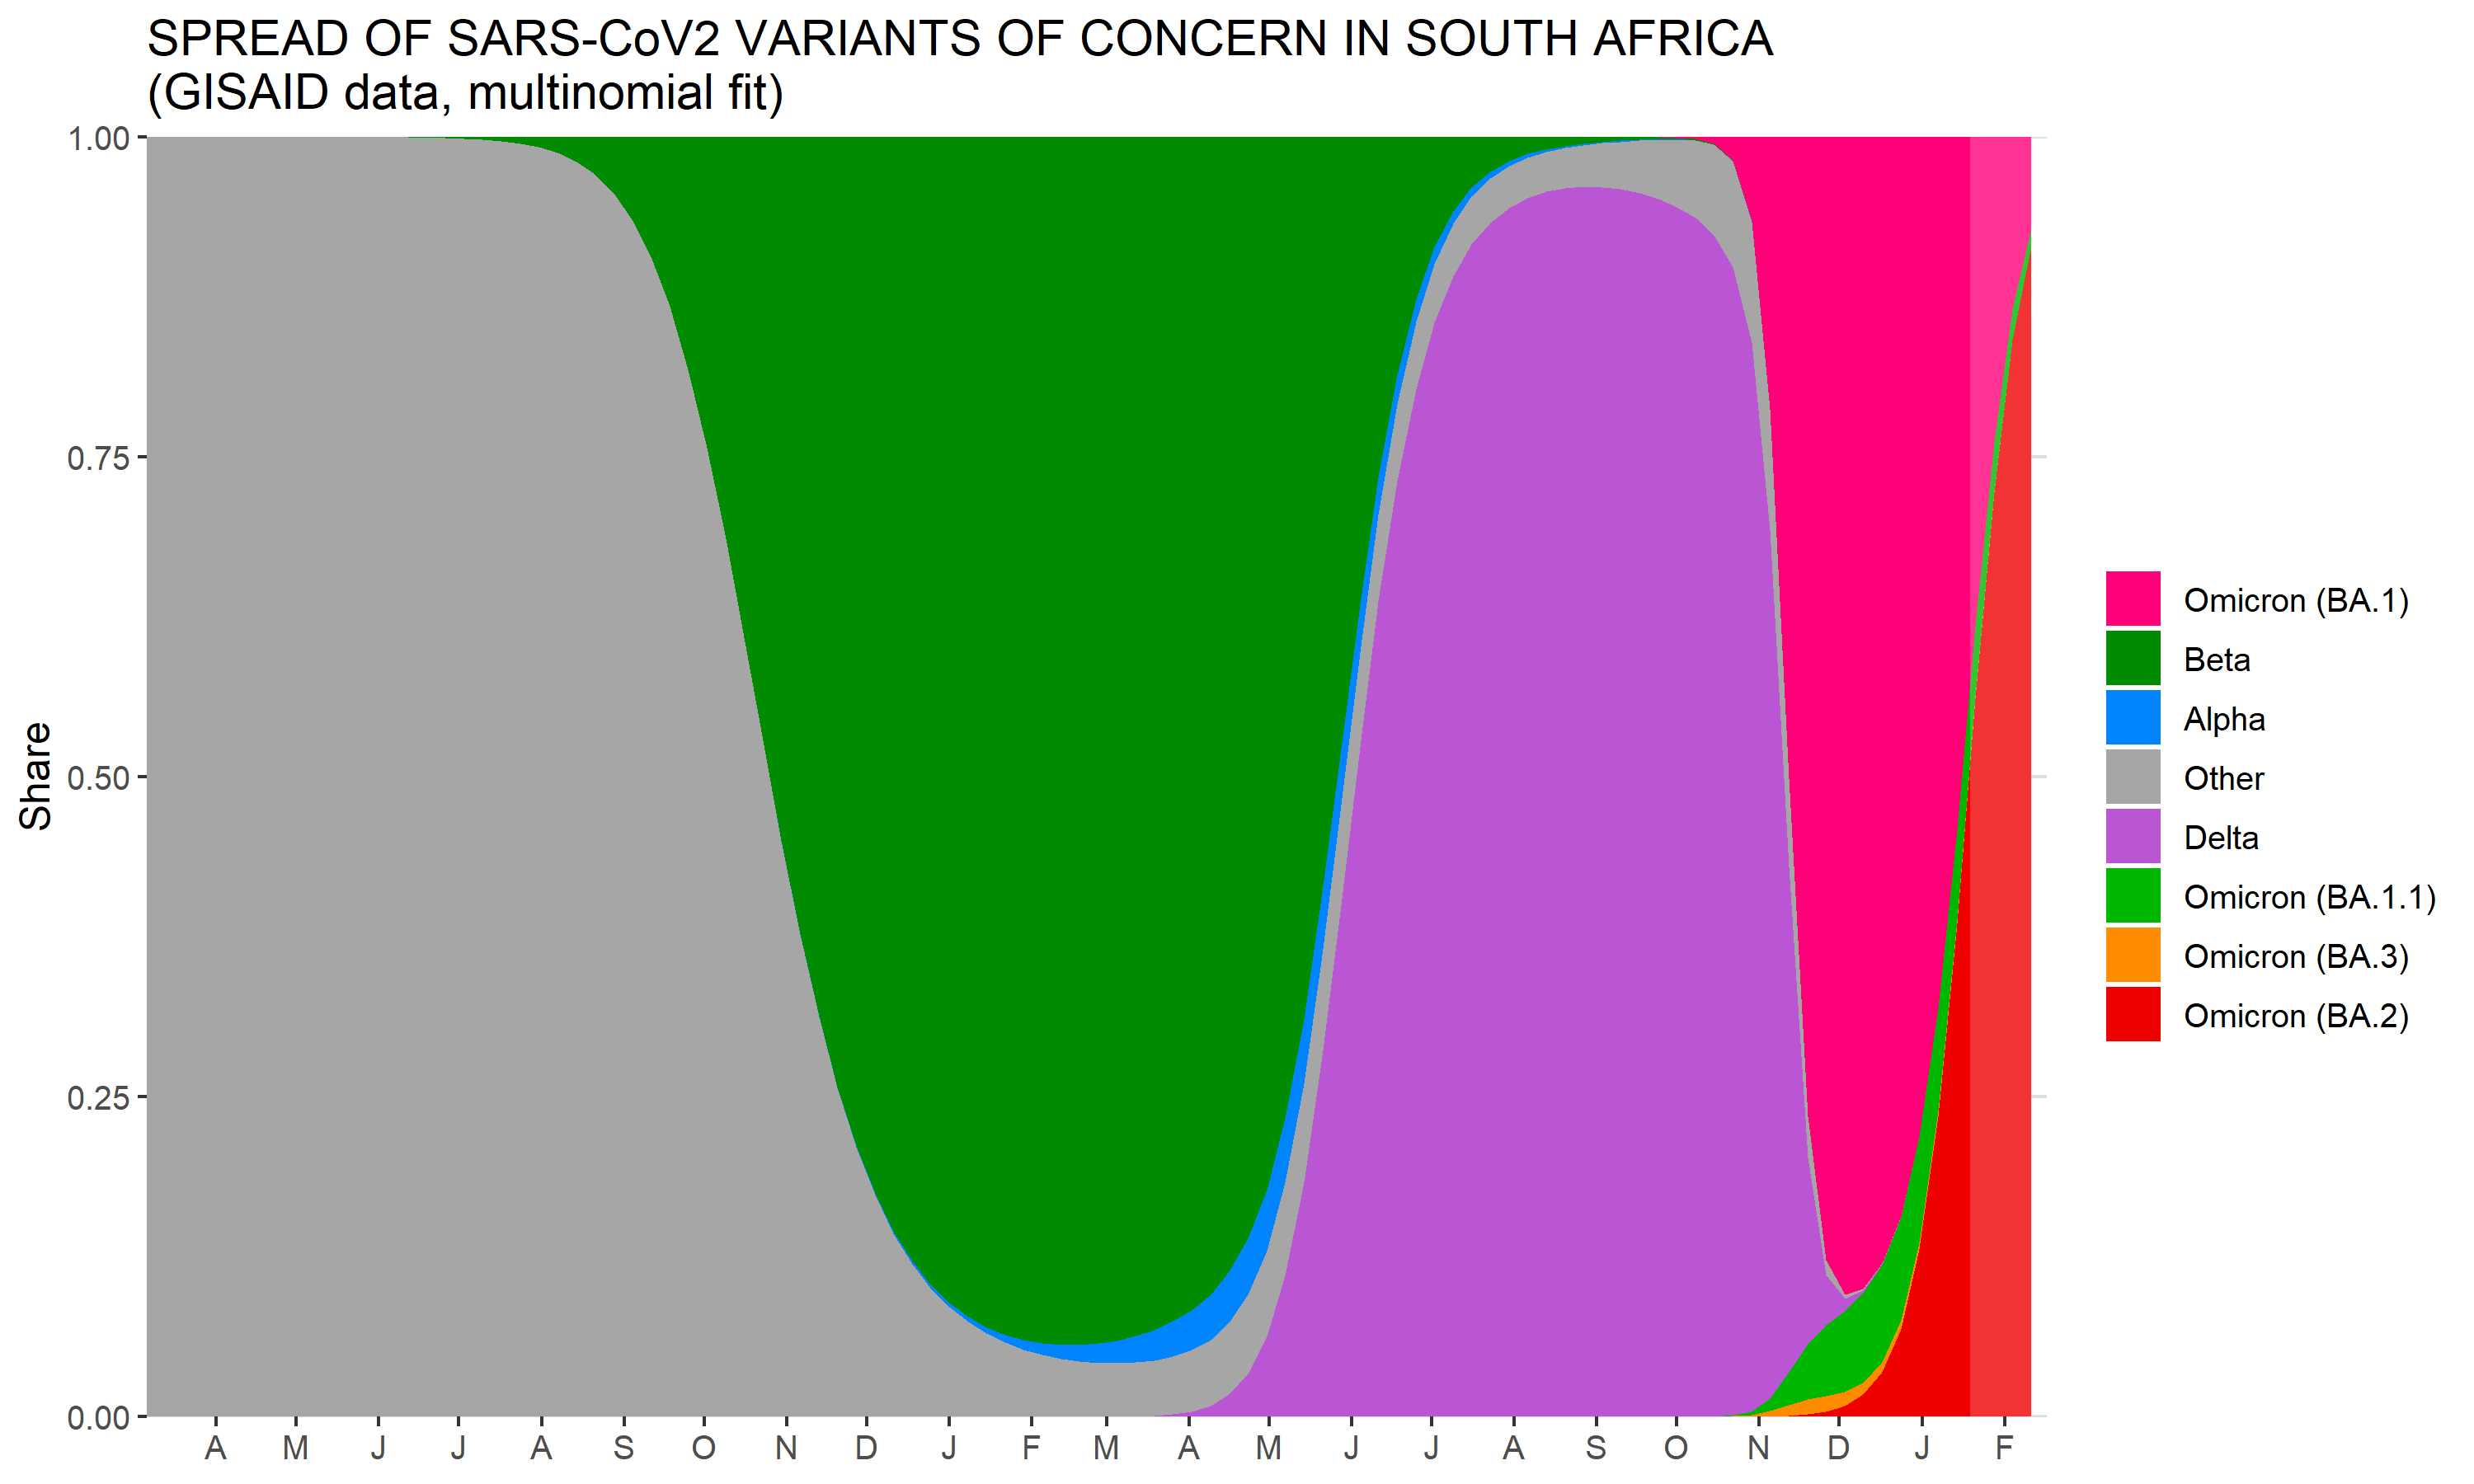 SPREAD OF SARS-CoV2 VARIANTS OF CONCERN IN SOUTH AFRICA
(GISAID data, multinomial fit)
1.00
0.75
0.50
0.25
0.00
Share
A M J J A S O N D J F M A M J J A S O N D J F
Omicron (BA.1)
Beta
Alpha
Other
Delta
Omicron (BA.1.1)
Omicron (BA.3)
Omicron (BA.2)